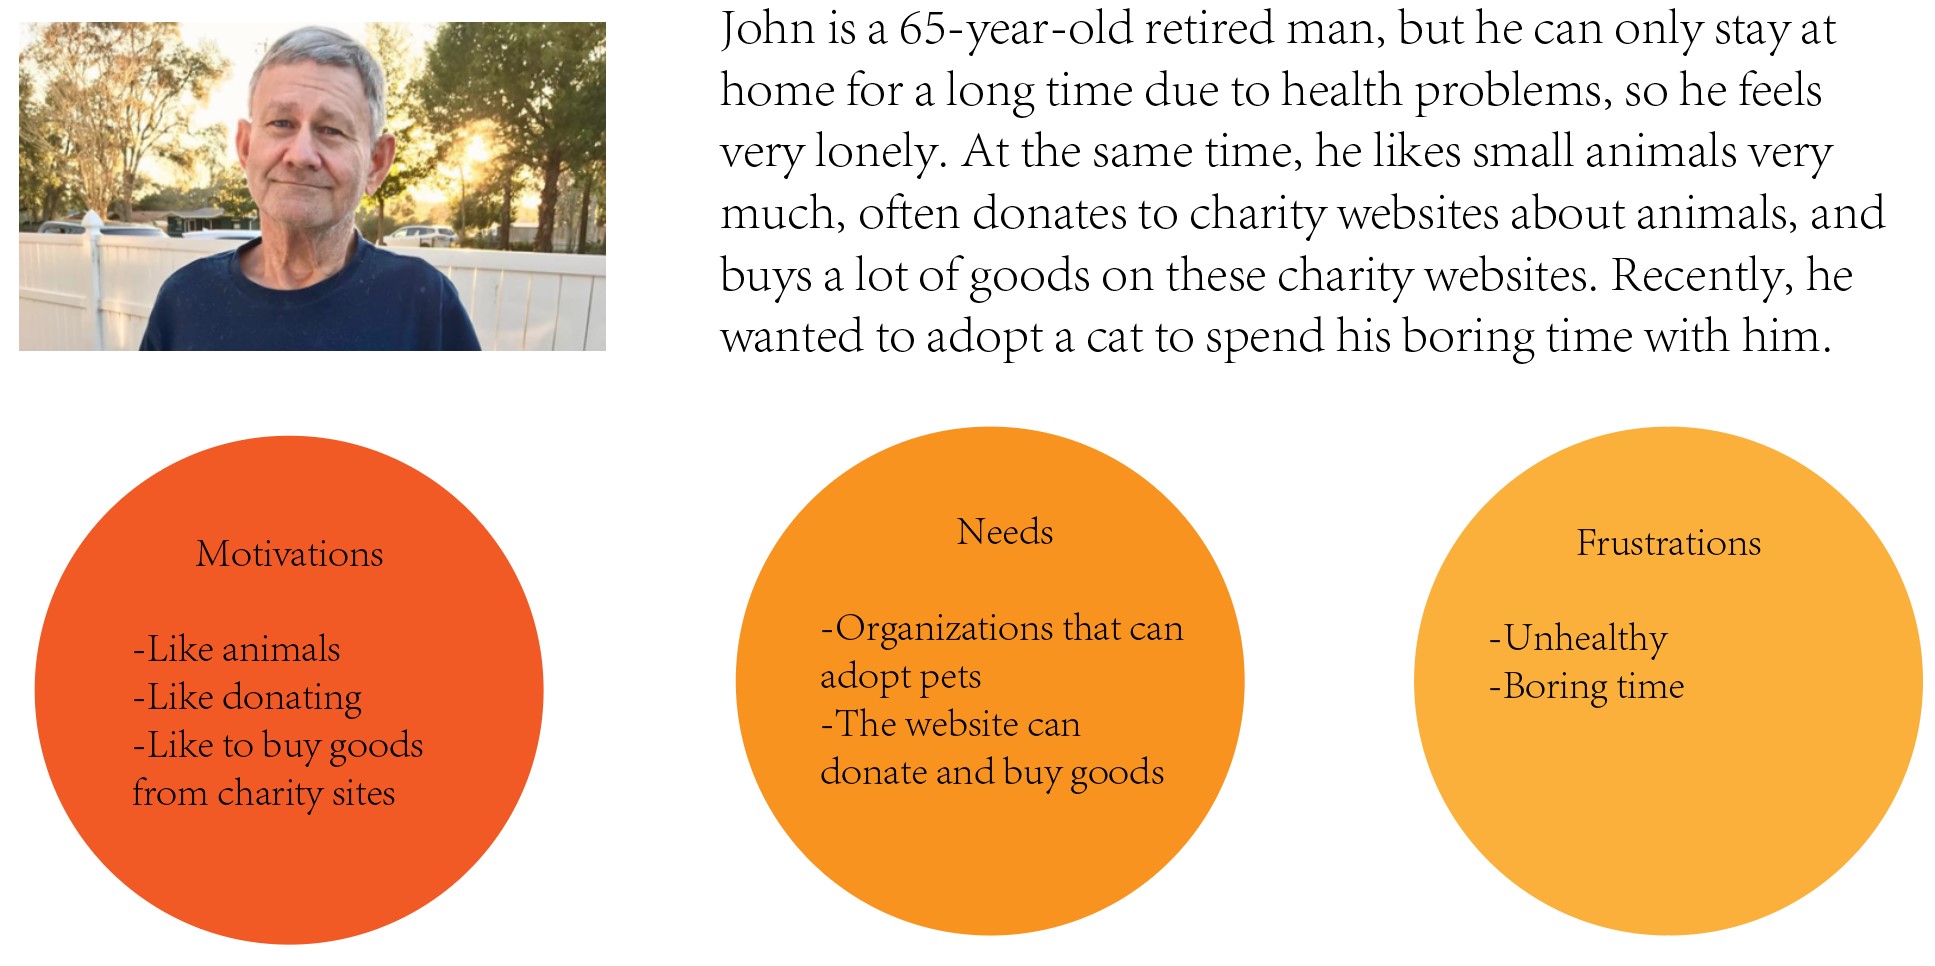 John is a 65-year-old retired man, but he can only stay at
home for a long time due to health problems, so he feels
very lonely. At the same time, he likes small animals very
much, often donates to charity websites about animals, and
buys a lot of goods on these charity websites. Recently, he
wanted to adopt a cat to spend his boring time with him.
Motivations
-Like animals
-Like donating
-Like to buy goods
from charity sites
Needs
-Organizations that can
adopt pets
-The website can
donate and buy goods
Frustrations
-Unhealthy
-Boring time